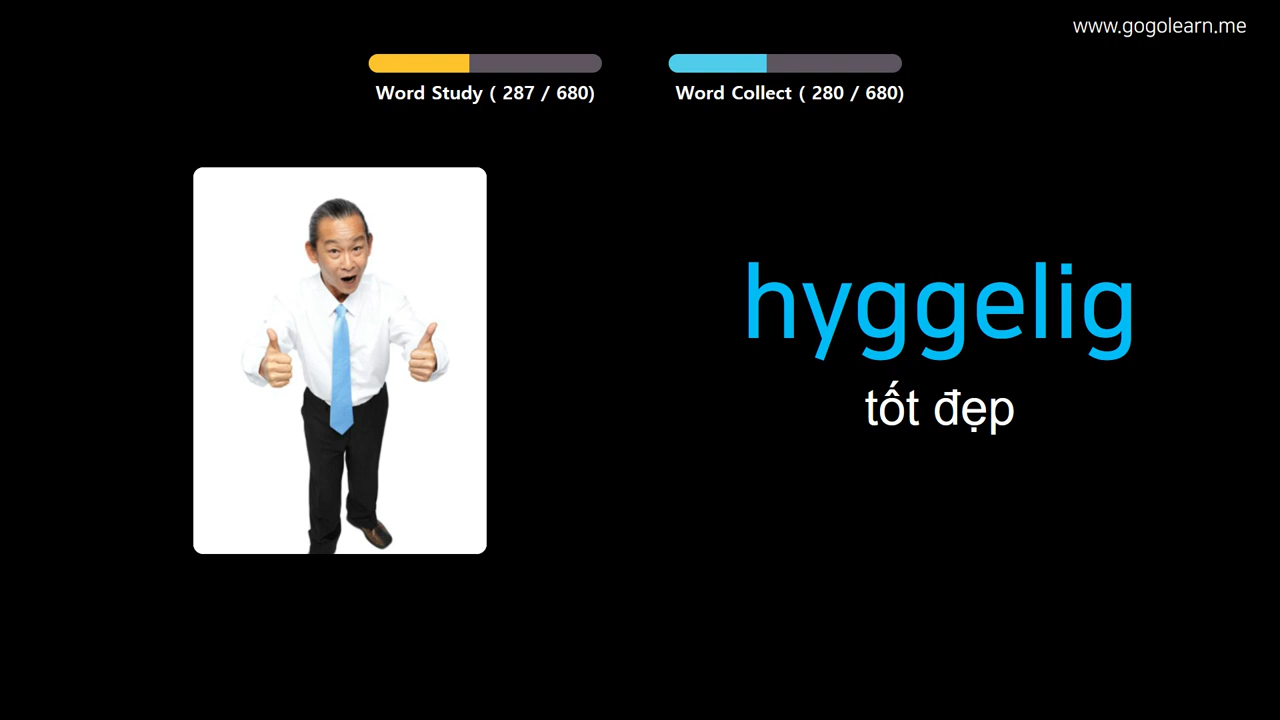 www.gogolearn.me
Word Study ( 287 / 680)
Word Collect ( 280 / 680)
hyggelig
tốt đẹp